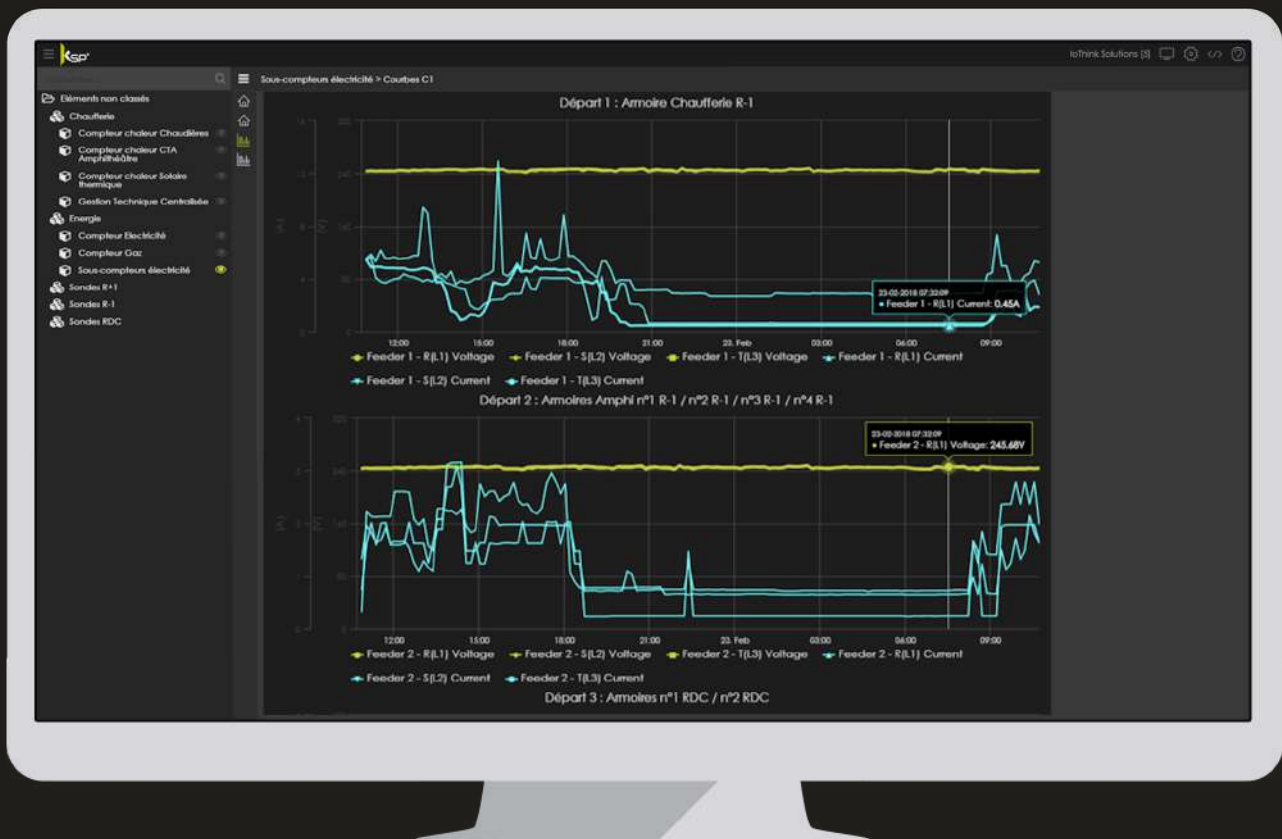 KSP
IoThink Solutions [3]
Sous-compteurs électricité > Courbes C1
Eléments non classés
Chaufferie
Compteur chaleur Chaudières
Compteur chaleur CTA
Amphithéâtre
Compteur chaleur Solaire
thermique
Gestion Technique Centralisée
Energie
Compteur Electricité
Compteur Gaz
Sous-compteurs électricité
Sondes R+1
Sondes R-1
Sondes RDC
Départ 1 : Armoire Chaufferie R-1
320
240
[A]
[V]
23-02-2018 07:32:09
Feeder 1 - R(L1) Current: 0.45A
12:00 15:00 18:00 21:00 23. Feb 03:00 06:00 09:00
Feeder 1 - R(L1) Voltage Feeder 1 - S(L2) Voltage Feeder 1 - T(L3) Voltage Feeder 1 - R(L1) Current
Feeder 1 - S(L2) Current Feeder 1 - T(L3) Current
Départ 2 : Armoires Amphi n°1 R-1 / n°2 R-1 / n°3 R-1 / n°4 R-1
320
23-02-2018 07:32:09
Feeder 2 - R(L1) Voltage: 245.68V
240
[A]
[V]
12:00 15:00 18:00 21:00 23. Feb 03:00 06:00 09:00
Feeder 2 - R(L1) Voltage Feeder 2 - S(L2) Voltage Feeder 2 - T(L3) Voltage Feeder 2 - R(L1) Current
Feeder 2 - S(L2) Current Feeder 2 - T(L3) Current
Départ 3 : Armoires n°1 RDC / n°2 RDC